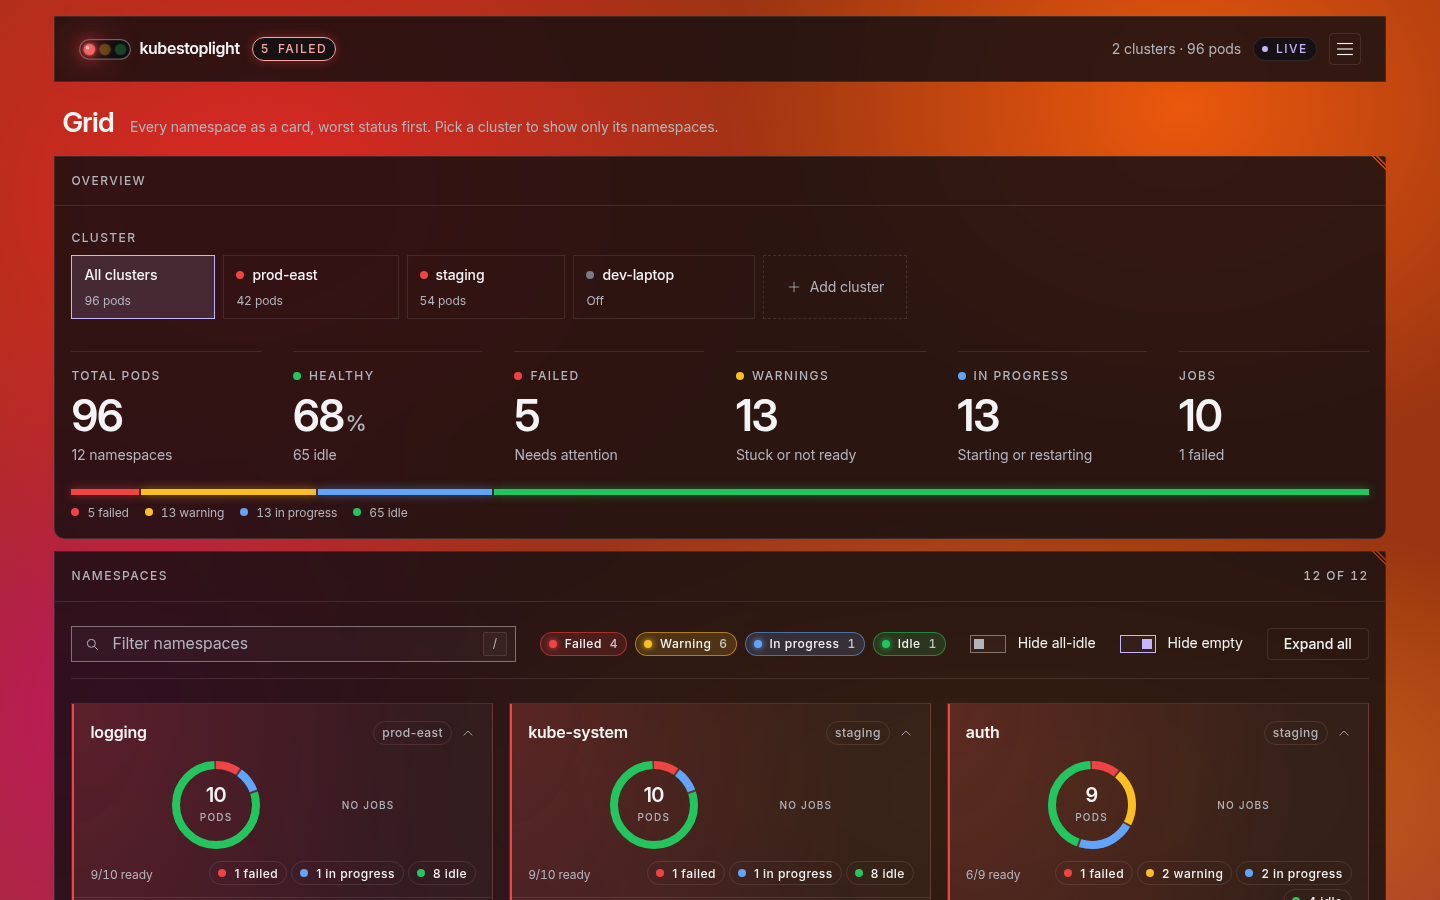 kubestoplight 5 FAILED 2 clusters · 96 pods LIVE
Grid Every namespace as a card, worst status first. Pick a cluster to show only its namespaces.
OVERVIEW
CLUSTER
All clusters prod-east staging dev-laptop + Add cluster
96 pods 42 pods 54 pods Off
TOTAL PODS HEALTHY FAILED WARNINGS IN PROGRESS JOBS
96 68% 5 13 13 10
12 namespaces 65 idle Needs attention Stuck or not ready Starting or restarting 1 failed
5 failed 13 warning 13 in progress 65 idle
NAMESPACES 12 OF 12
Filter namespaces / Failed 4 Warning 6 In progress 1 Idle 1 Hide all-idle Hide empty Expand all
logging prod-east kube-system staging auth staging
10 PODS NO JOBS 10 PODS NO JOBS 9 PODS NO JOBS
9/10 ready 1 failed 1 in progress 8 idle 9/10 ready 1 failed 1 in progress 8 idle 6/9 ready 1 failed 2 warning 2 in progress
4 idle